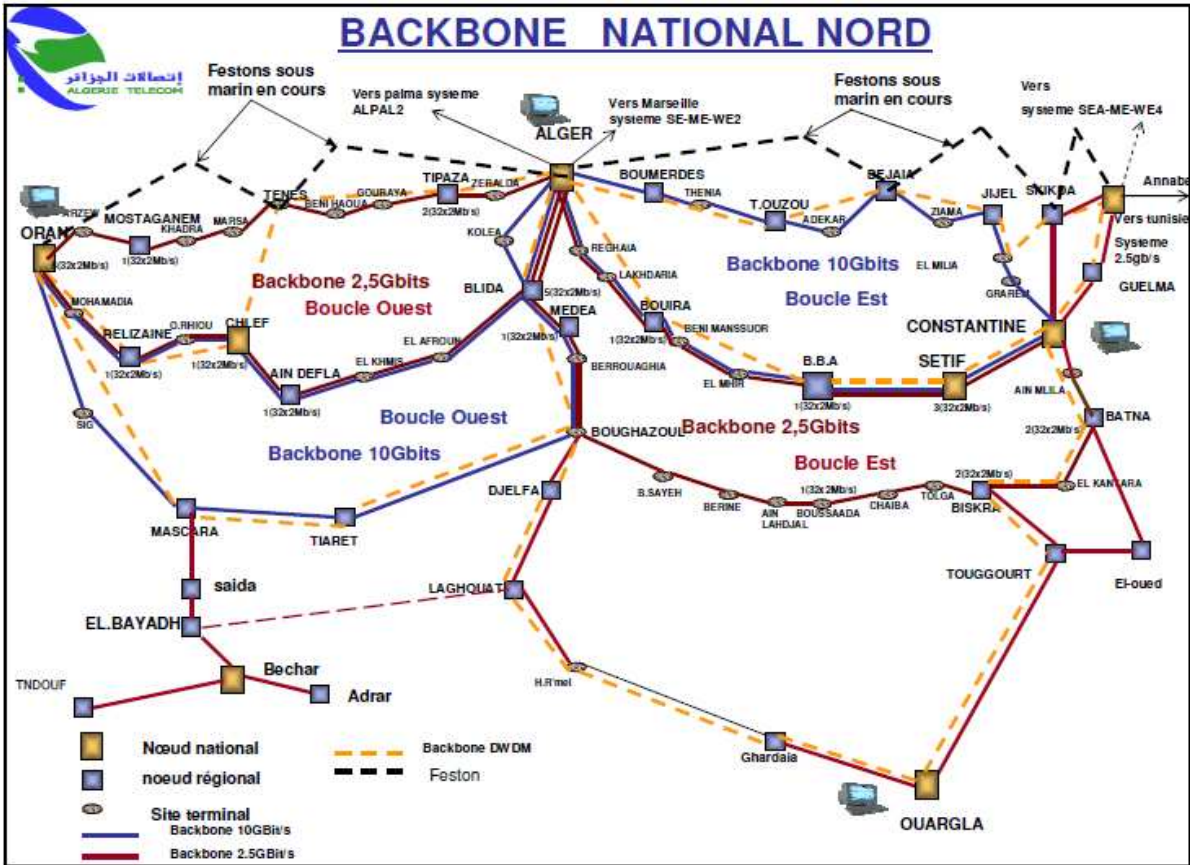 BACKBONE NATIONAL NORD
إتصالات الجزائر
ALGERIE TELECOM
Festons sous
marin en cours
Vers palma systeme
ALPAL2
Vers Marseille
systeme SE-ME-WE2
Festons sous
marin en cours
Vers
systeme SEA-ME-WE4
ALGER
TIPAZA
ZERALDA
2(32x2Mb/s)
GOURAYA
BENI HAOUA
TENES
BOUMERDES
THENIA
T.OUZOU
ADEKAR
BEJAIA
ZIAMA
JIJEL
SKIKDA
Annaba
Vers tunisie
Systeme
2.5gb/s
GUELMA
ARZEW
ORAN
(32x2Mb/s)
MOSTAGANEM
KHADRA
MARSA
1(32x2Mb/s)
KOLEA
REGHAIA
LAKHDARIA
EL MILIA
GRAREM
Backbone 2,5Gbits
Boucle Ouest
Backbone 10Gbits
Boucle Est
MOHAMADIA
RELIZAINE
1(32x2Mb/s)
O.RHIOU
CHLEF
1(32x2Mb/s)
AIN DEFLA
1(32x2Mb/s)
EL KHMIS
EL AFROUN
BLIDA
5(32x2Mb/s)
MEDEA
1(32x2Mb/s)
BERROUAGHIA
BOUIRA
1(32x2Mb/s)
BENI MANSSUOR
EL MHIR
B.B.A
1(32x2Mb/s)
SETIF
3(32x2Mb/s)
CONSTANTINE
AIN MLILA
BATNA
2(32x2Mb/s)
SIG
Boucle Ouest
Backbone 10Gbits
BOUGHAZOUL
Backbone 2,5Gbits
Boucle Est
MASCARA
TIARET
DJELFA
B.SAYEH
BERINE
AIN
LAHDJAL
1(32x2Mb/s)
BOUSSAADA
CHAIBA
TOLGA
2(32x2Mb/s)
BISKRA
EL KANTARA
TOUGGOURT
El-oued
saida
EL.BAYADH
LAGHOUAT
Bechar
TNDOUF
Adrar
H.R'mel
Ghardaia
OUARGLA
Nœud national
noeud régional
Site terminal
Backbone 10GBit/s
Backbone 2.5GBit/s
Backbone DWDM
Feston